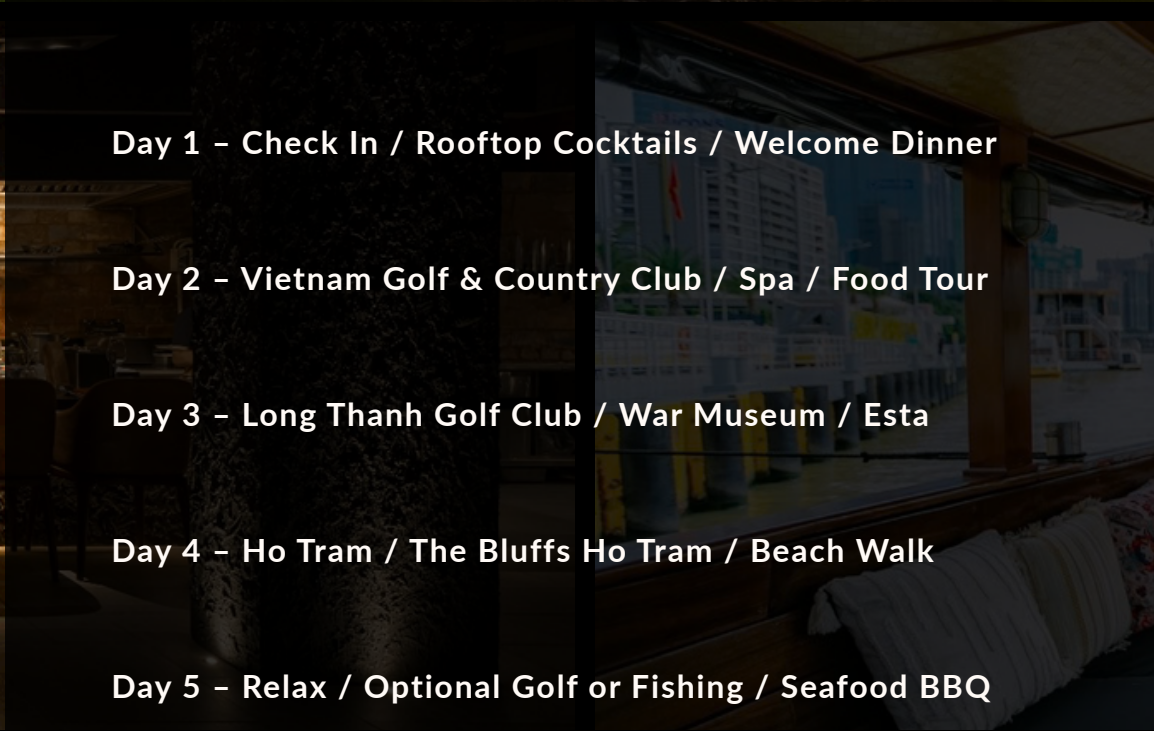 Day 1 – Check In / Rooftop Cocktails / Welcome Dinner
Day 2 – Vietnam Golf & Country Club / Spa / Food Tour
Day 3 – Long Thanh Golf Club / War Museum / Esta
Day 4 – Ho Tram / The Bluffs Ho Tram / Beach Walk
Day 5 – Relax / Optional Golf or Fishing / Seafood BBQ